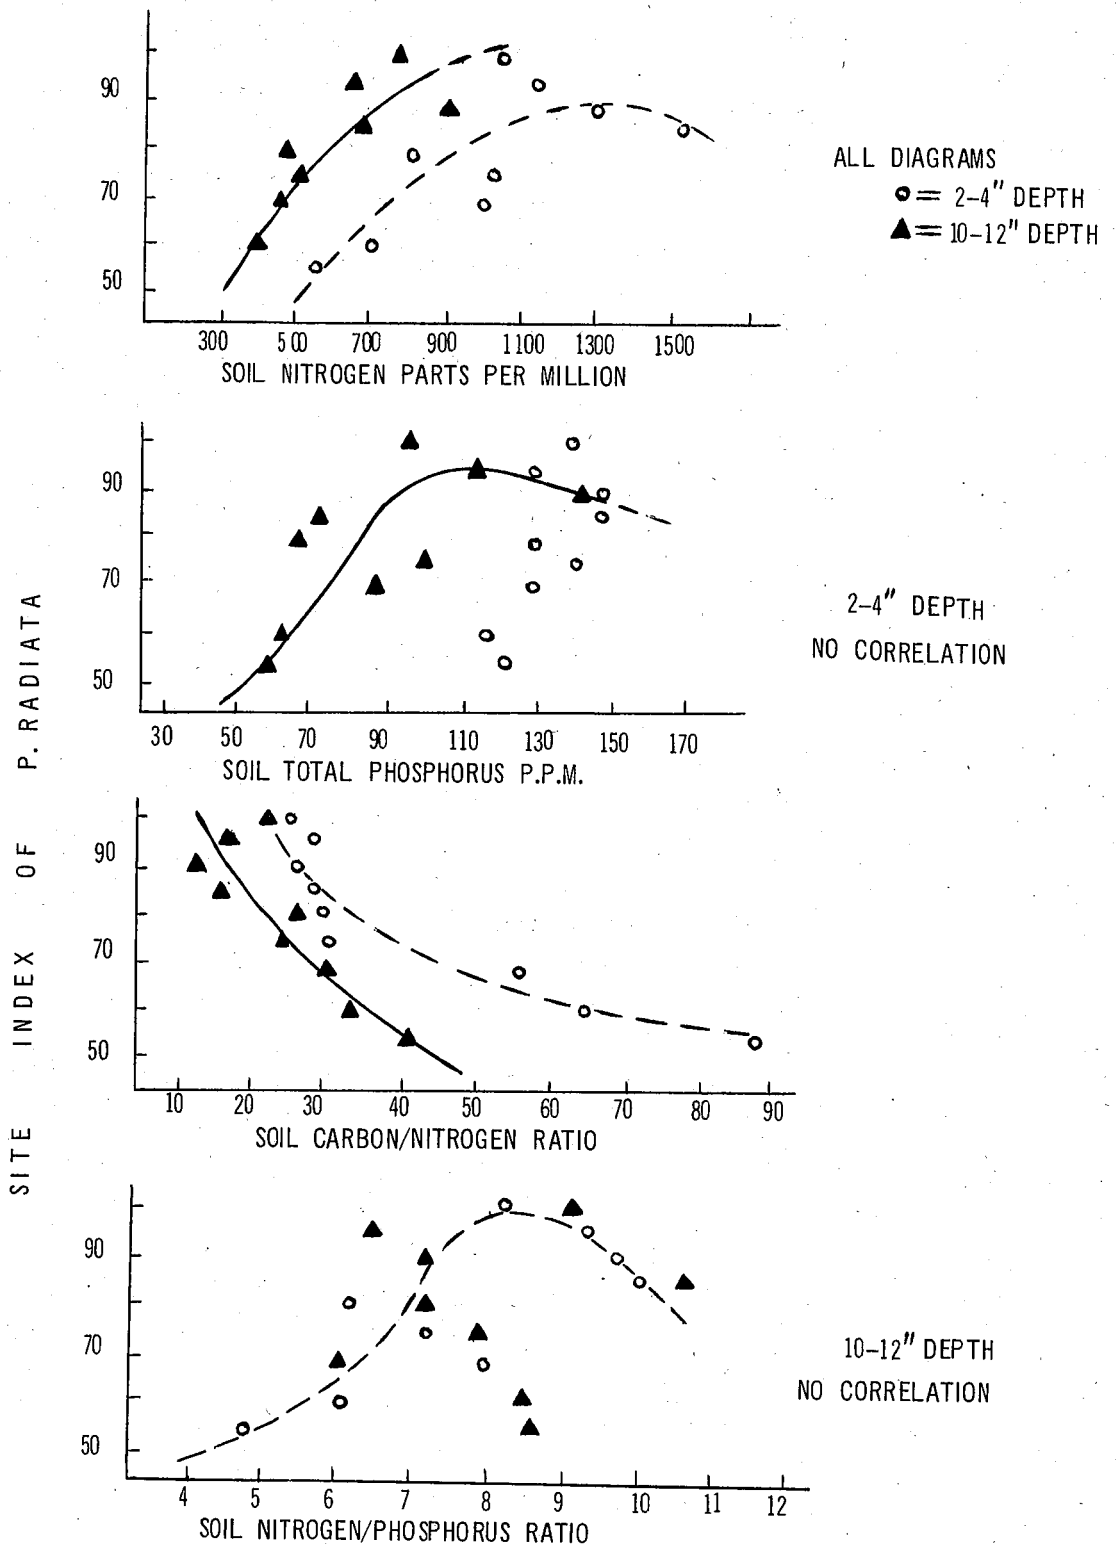 90
70
50
300 500 700 900 1100 1300 1500
SOIL NITROGEN PARTS PER MILLION
ALL DIAGRAMS
= 2-4" DEPTH
= 10-12" DEPTH
90
70
50
30 50 70 90 110 130 150 170
SOIL TOTAL PHOSPHORUS P.P.M.
2-4" DEPTH
NO CORRELATION
SITE INDEX OF P. RADIATA
90
70
50
10 20 30 40 50 60 70 80 90
SOIL CARBON/NITROGEN RATIO
90
70
50
4 5 6 7 8 9 10 11 12
SOIL NITROGEN/PHOSPHORUS RATIO
10-12" DEPTH
NO CORRELATION